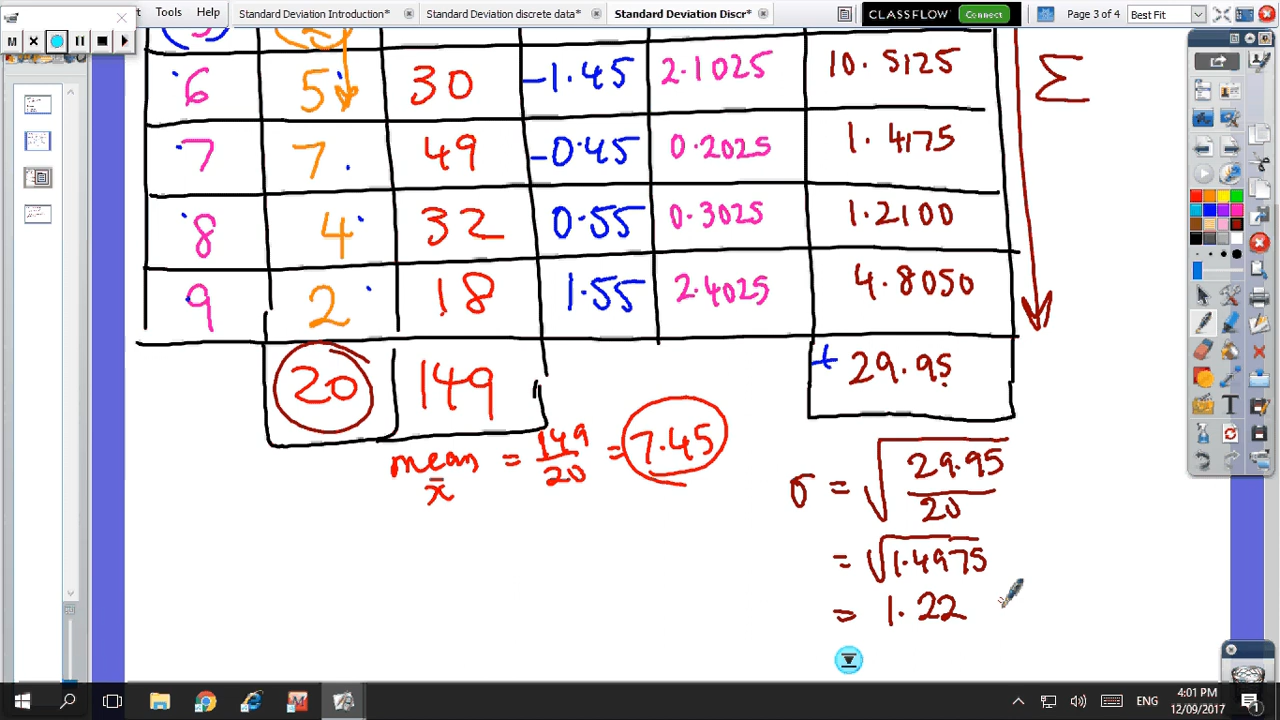 Tools Help Standard Deviation Introduction* Standard Deviation discrete data* Standard Deviation Discr* CLASSFLOW Connect Page 3 of 4 Best Fit
M
6 5 30 -1.45 2.1025 10.5125 Σ
7 7 49 -0.45 0.2025 1.4175
8 4 32 0.55 0.3025 1.2100
9 2 18 1.55 2.4025 4.8050
20 149 + 29.95
mean = 149/20 = 7.45
x̄
σ = √29.95/20
= √1.4975
= 1.22
ENG 4:01 PM
12/09/2017